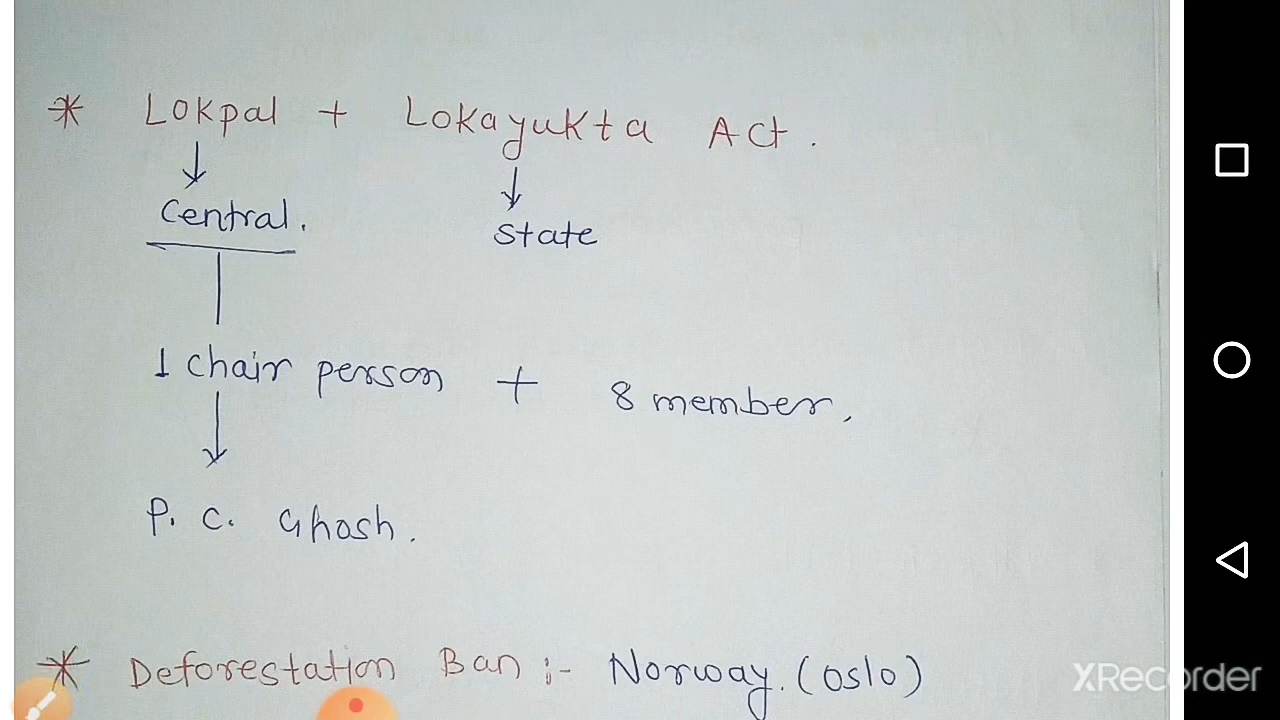 * Lokpal + Lokayukta Act.
↓ ↓
Central. State
1 chair person + 8 member.
↓
P. C. Ghosh.
* Deforestation Ban :- Norway. (oslo)
XRecorder